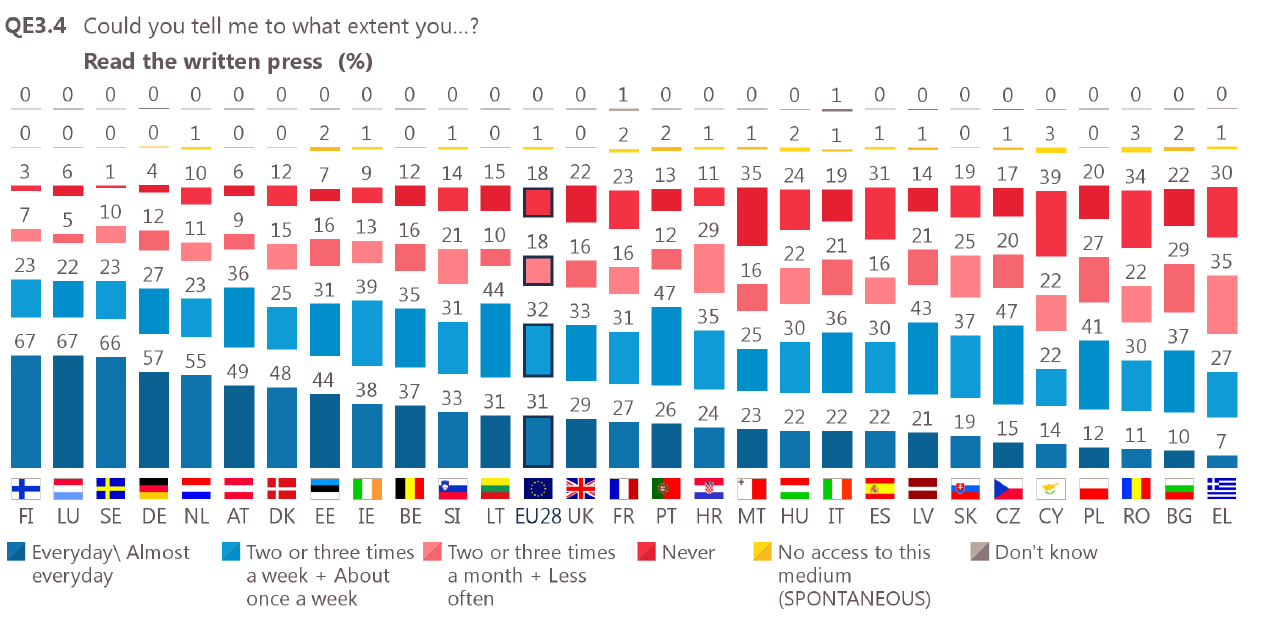 QE3.4 Could you tell me to what extent you...?
Read the written press (%)
0 0 0 0 0 0 0 0 0 0 0 0 0 0 1 0 0 0 0 1 0 0 0 0 0 0 0 0 0
0 0 0 0 1 0 0 2 1 0 1 0 1 0 2 2 1 1 2 1 1 1 0 1 3 0 3 2 1
3 6 1 4 10 6 12 7 9 12 14 15 18 22 23 13 11 35 24 19 31 14 19 17 39 20 34 22 30
7 5 10 12 11 9 15 16 13 16 21 10 18 16 16 12 29 16 22 21 16 21 25 20 22 27 22 29 35
23 22 23 27 23 36 25 31 39 35 31 44 32 33 31 47 35 25 30 36 30 43 37 47 22 41 30 37 27
67 67 66 57 55 49 48 44 38 37 33 31 31 29 27 26 24 23 22 22 22 21 19 15 14 12 11 10 7
FI LU SE DE NL AT DK EE IE BE SI LT EU28 UK FR PT HR MT HU IT ES LV SK CZ CY PL RO BG EL
Everyday\ Almost
everyday
Two or three times
a week + About
once a week
Two or three times
a month + Less
often
Never
No access to this
medium
(SPONTANEOUS)
Don't know